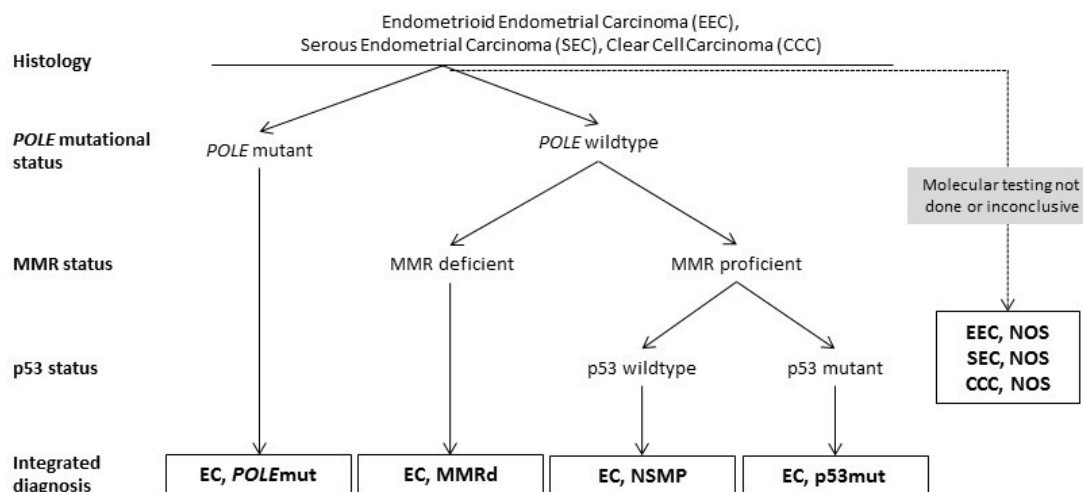 Endometrioid Endometrial Carcinoma (EEC),
Serous Endometrial Carcinoma (SEC), Clear Cell Carcinoma (CCC)
Histology
POLE mutational
status
POLE mutant
POLE wildtype
Molecular testing not
done or inconclusive
MMR status
MMR deficient
MMR proficient
EEC, NOS
SEC, NOS
CCC, NOS
p53 status
p53 wildtype
p53 mutant
Integrated
diagnosis
EC, POLEmut
EC, MMRd
EC, NSMP
EC, p53mut